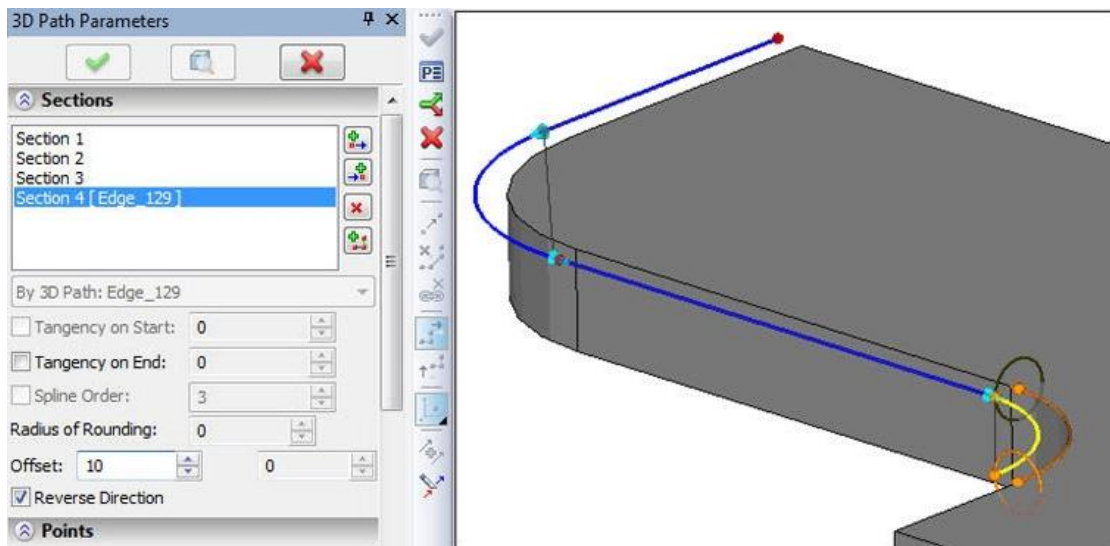 3D Path Parameters
Sections
Section 1
Section 2
Section 3
Section 4 [ Edge_129 ]
By 3D Path: Edge_129
Tangency on Start: 0
Tangency on End: 0
Spline Order: 3
Radius of Rounding: 0
Offset: 10 0
Reverse Direction
Points